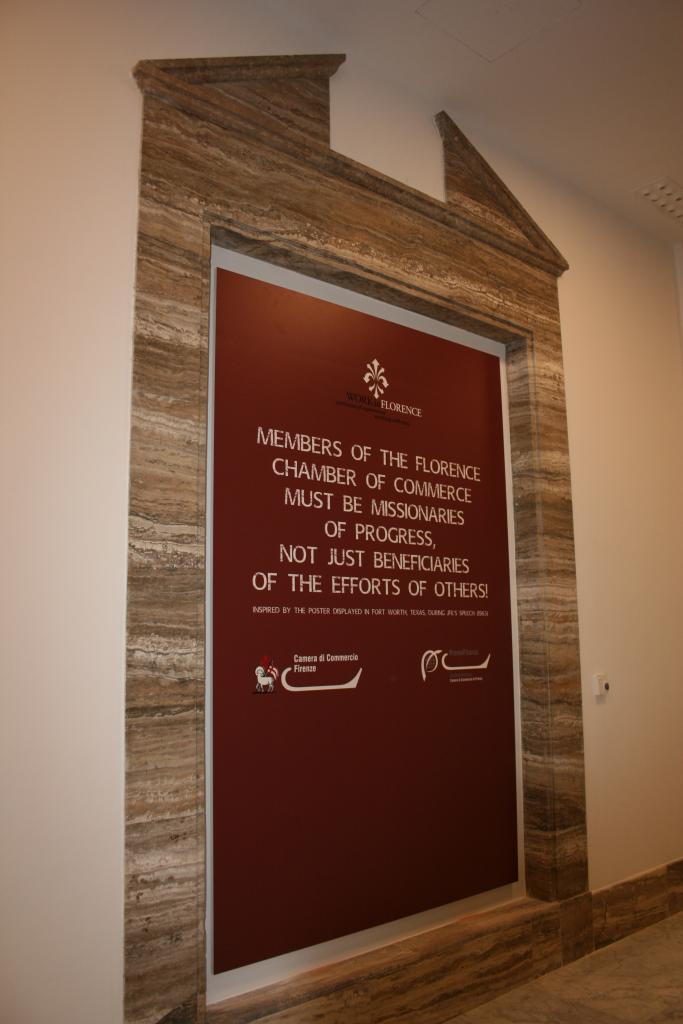 WORK FLORENCE
MEMBERS OF THE FLORENCE
CHAMBER OF COMMERCE
MUST BE MISSIONARIES
OF PROGRESS,
NOT JUST BENEFICIARIES
OF THE EFFORTS OF OTHERS!
INSPIRED BY THE POSTER DISPLAYED IN FORT WORTH, TEXAS, DURING JFK'S SPEECH (1963)
Camera di Commercio
Firenze
PromoFirenze